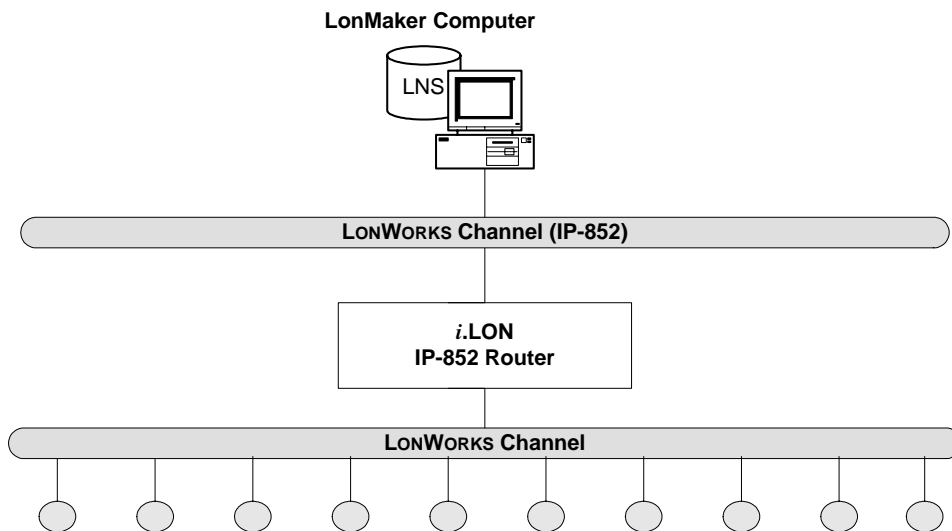 LonMaker Computer
LNS
LONWORKS Channel (IP-852)
i.LON
IP-852 Router
LONWORKS Channel